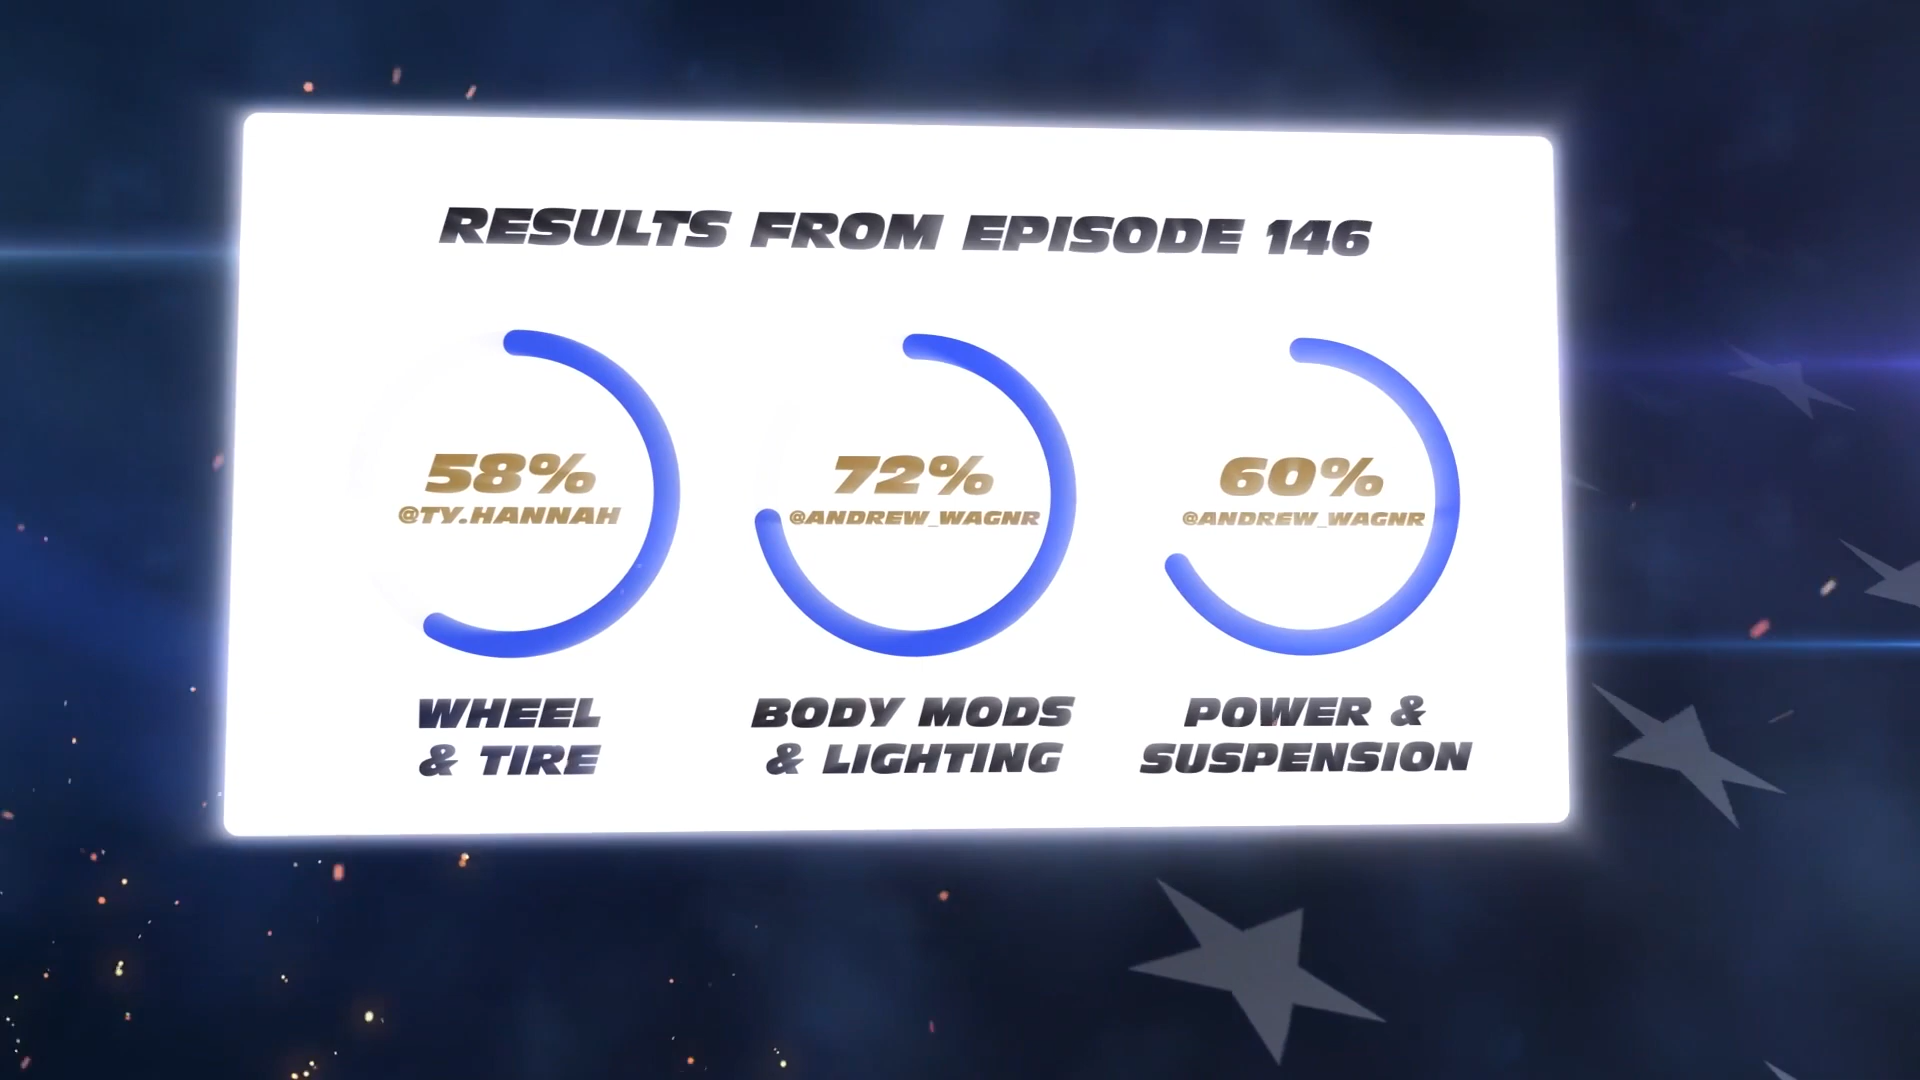 RESULTS FROM EPISODE 146
58%
@TY.HANNAH
WHEEL
& TIRE
72%
@ANDREW_WAGNR
BODY MODS
& LIGHTING
60%
@ANDREW_WAGNR
POWER &
SUSPENSION